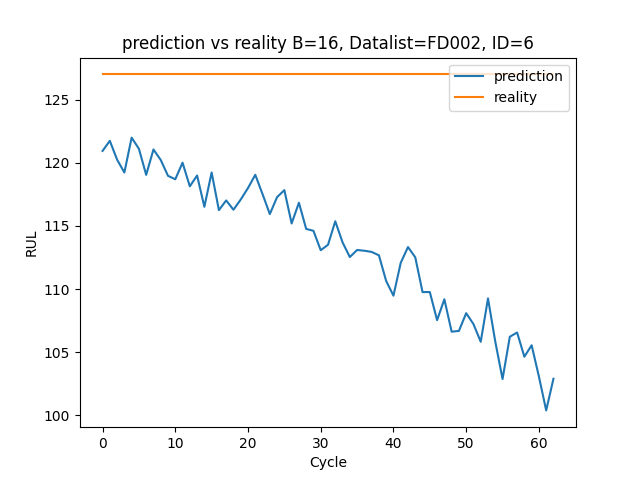 prediction vs reality B=16, Datalist=FD002, ID=6
prediction
reality
125
120
115
110
105
100
RUL
0 10 20 30 40 50 60
Cycle